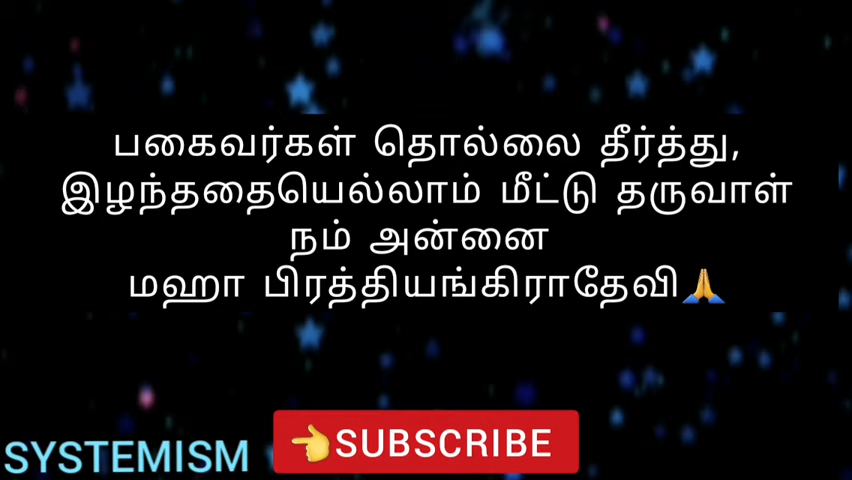 பகைவர்கள் தொல்லை தீர்த்து,
இழந்ததையெல்லாம் மீட்டு தருவாள்
நம் அன்னை
மஹா பிரத்தியங்கிராதேவி🙏
👈SUBSCRIBE
SYSTEMISM